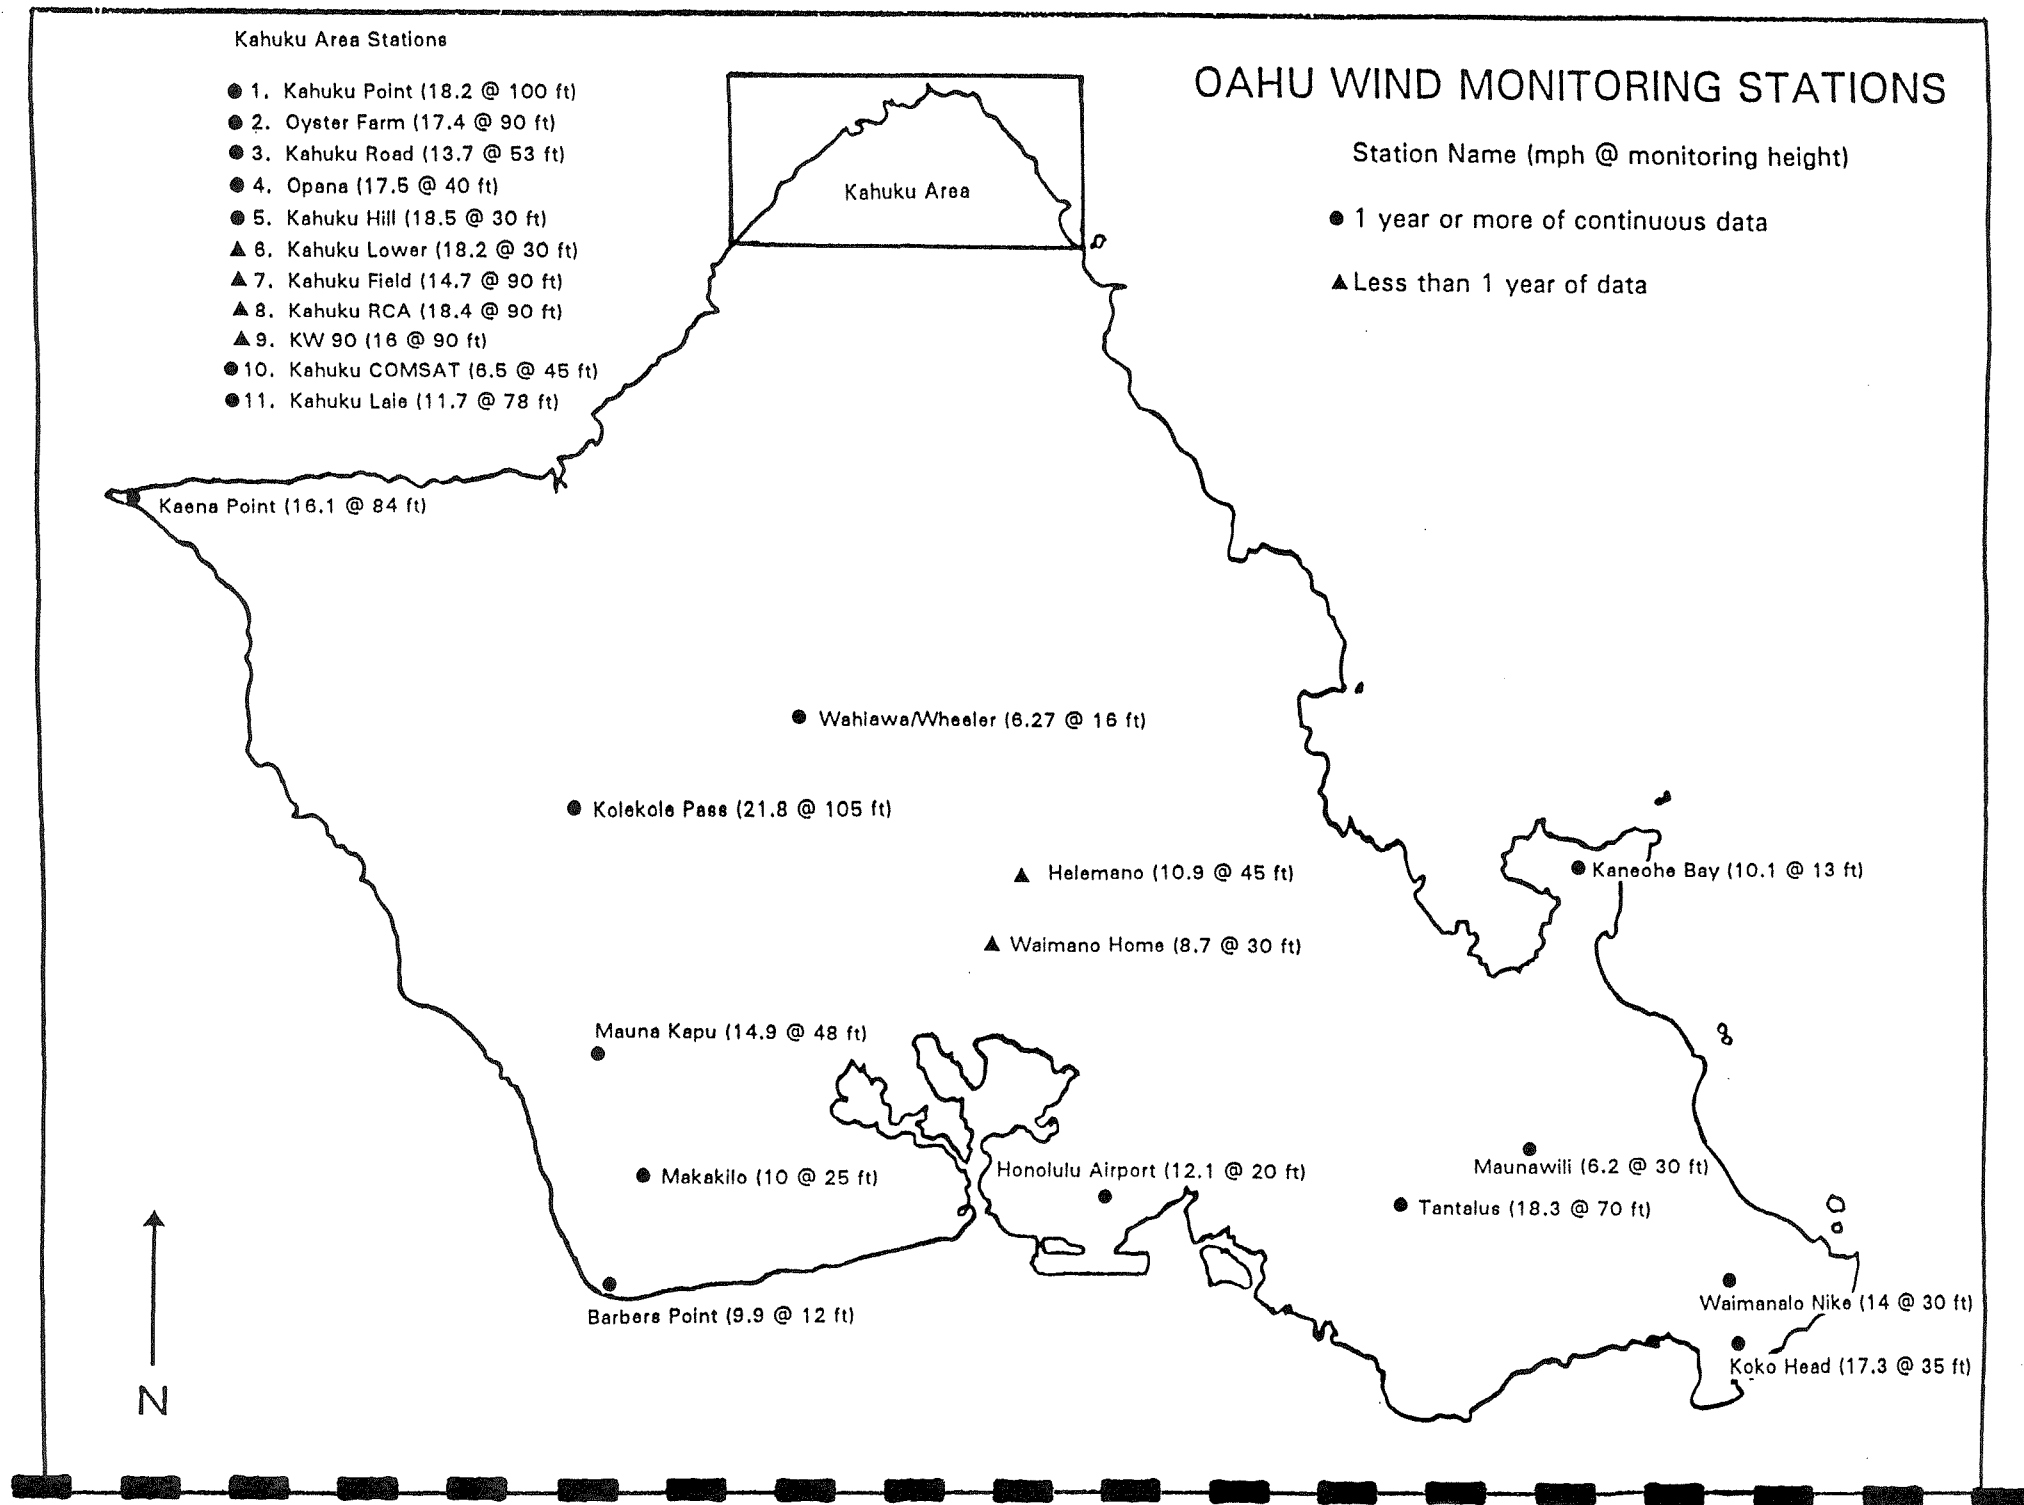 Kahuku Area Stations
1. Kahuku Point (18.2 @ 100 ft)
2. Oyster Farm (17.4 @ 90 ft)
3. Kahuku Road (13.7 @ 53 ft)
4. Opana (17.5 @ 40 ft)
5. Kahuku Hill (18.5 @ 30 ft)
6. Kahuku Lower (18.2 @ 30 ft)
7. Kahuku Field (14.7 @ 90 ft)
8. Kahuku RCA (18.4 @ 90 ft)
9. KW 90 (16 @ 90 ft)
10. Kahuku COMSAT (6.5 @ 45 ft)
11. Kahuku Laie (11.7 @ 78 ft)
OAHU WIND MONITORING STATIONS
Station Name (mph @ monitoring height)
1 year or more of continuous data
Less than 1 year of data
Kahuku Area
Kaena Point (16.1 @ 84 ft)
Wahiawa/Wheeler (6.27 @ 16 ft)
Kolekole Pass (21.8 @ 105 ft)
Helemano (10.9 @ 45 ft)
Kaneohe Bay (10.1 @ 13 ft)
Waimano Home (8.7 @ 30 ft)
Mauna Kapu (14.9 @ 48 ft)
Makakilo (10 @ 25 ft)
Honolulu Airport (12.1 @ 20 ft)
Maunawili (6.2 @ 30 ft)
Tantalus (18.3 @ 70 ft)
Barbers Point (9.9 @ 12 ft)
Waimanalo Nike (14 @ 30 ft)
Koko Head (17.3 @ 35 ft)
N